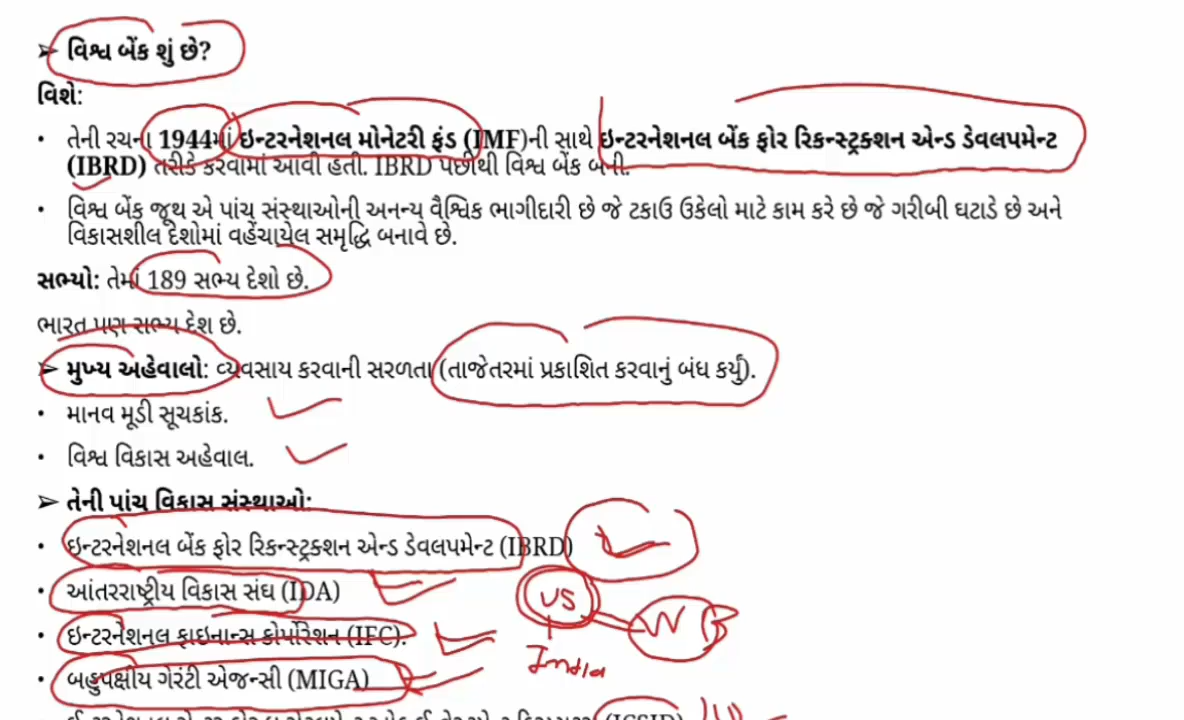 ➢ વિશ્વ બેંક શું છે?
વિશે:
• તેની રચના 1944માં ઇન્ટરનેશનલ મોનેટરી ફંડ (IMF)ની સાથે ઇન્ટરનેશનલ બેંક ફોર રિકન્સ્ટ્રક્શન એન્ડ ડેવલપમેન્ટ
(IBRD) તરીકે કરવામાં આવી હતી. IBRD પછીથી વિશ્વ બેંક બની.
• વિશ્વ બેંક જૂથ એ પાંચ સંસ્થાઓની અનન્ય વૈશ્વિક ભાગીદારી છે જે ટકાઉ ઉકેલો માટે કામ કરે છે જે ગરીબી ઘટાડે છે અને
વિકાસશીલ દેશોમાં વહેંચાયેલ સમૃદ્ધિ બનાવે છે.
સભ્યો: તેમાં 189 સભ્ય દેશો છે.
ભારત પણ સભ્ય દેશ છે.
➢ મુખ્ય અહેવાલો: વ્યવસાય કરવાની સરળતા (તાજેતરમાં પ્રકાશિત કરવાનું બંધ કર્યું).
• માનવ મૂડી સૂચકાંક.
• વિશ્વ વિકાસ અહેવાલ.
➢ તેની પાંચ વિકાસ સંસ્થાઓ:
• ઇન્ટરનેશનલ બેંક ફોર રિકન્સ્ટ્રક્શન એન્ડ ડેવલપમેન્ટ (IBRD)
• આંતરરાષ્ટ્રીય વિકાસ સંઘ (IDA)
US
• ઇન્ટરનેશનલ ફાઇનાન્સ કોર્પોરેશન (IFC).
WB
India
• બહુપક્ષીય ગેરંટી એજન્સી (MIGA)
(ICSID)